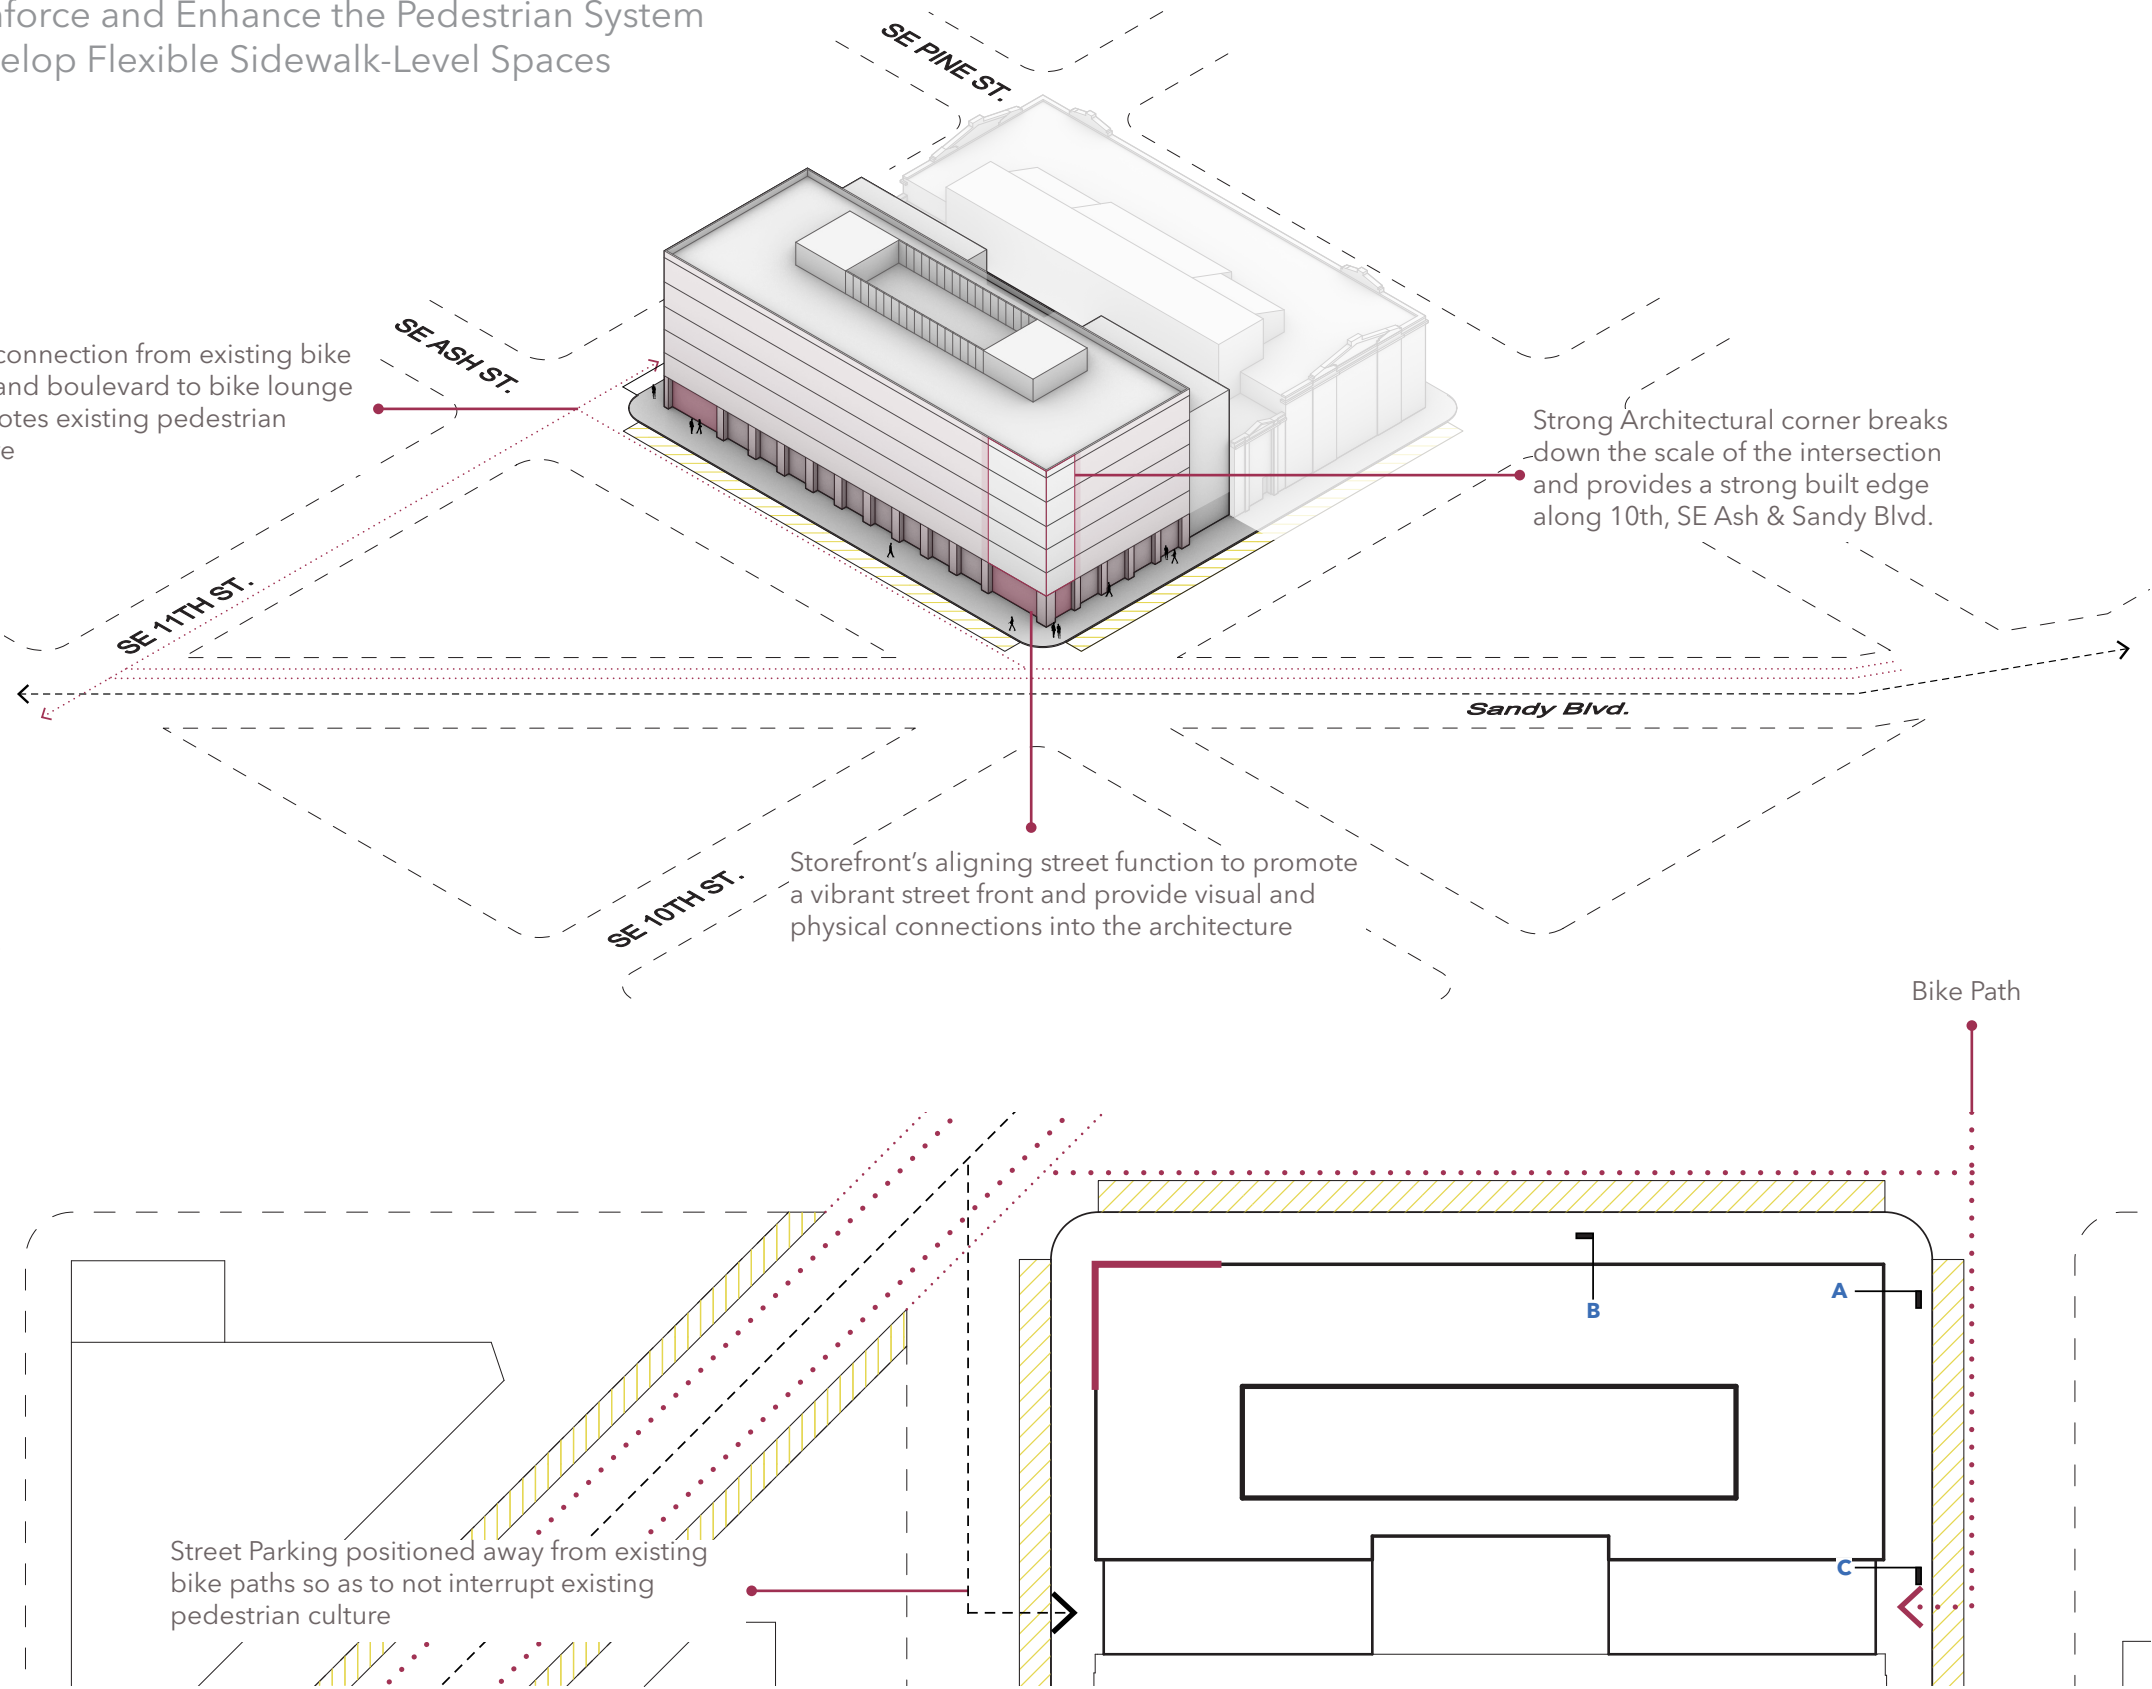 force and Enhance the Pedestrian System
elop Flexible Sidewalk-Level Spaces
SE PINE ST.
SE ASH ST.
connection from existing bike
and boulevard to bike lounge
otes existing pedestrian
e
Strong Architectural corner breaks
down the scale of the intersection
and provides a strong built edge
along 10th, SE Ash & Sandy Blvd.
SE 11TH ST.
Sandy Blvd.
Storefront's aligning street function to promote
a vibrant street front and provide visual and
physical connections into the architecture
SE 10TH ST.
Bike Path
B
A
C
Street Parking positioned away from existing
bike paths so as to not interrupt existing
pedestrian culture